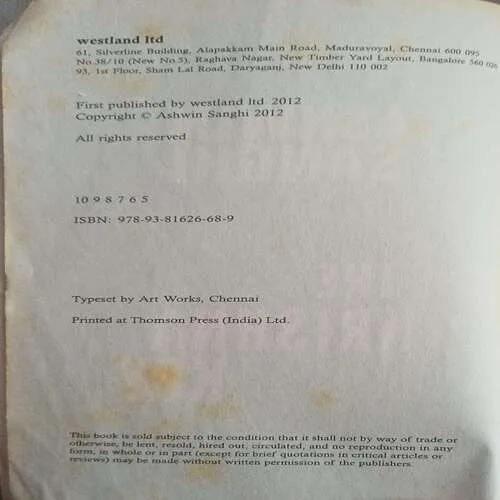 westland ltd
61, Silverline Building, Alapakkam Main Road, Maduravoyal, Chennai 600 095
No.38/10 (New No.5), Raghava Nagar, New Timber Yard Layout, Bangalore 560 026
93, 1st Floor, Sham Lal Road, Daryaganj, New Delhi 110 002
First published by westland ltd 2012
Copyright © Ashwin Sanghi 2012
All rights reserved
10 9 8 7 6 5
ISBN: 978-93-81626-68-9
Typeset by Art Works, Chennai
Printed at Thomson Press (India) Ltd.
This book is sold subject to the condition that it shall not by way of trade or
otherwise, be lent, resold, hired out, circulated, and no reproduction in any
form, in whole or in part (except for brief quotations in critical articles or
reviews) may be made without written permission of the publishers.